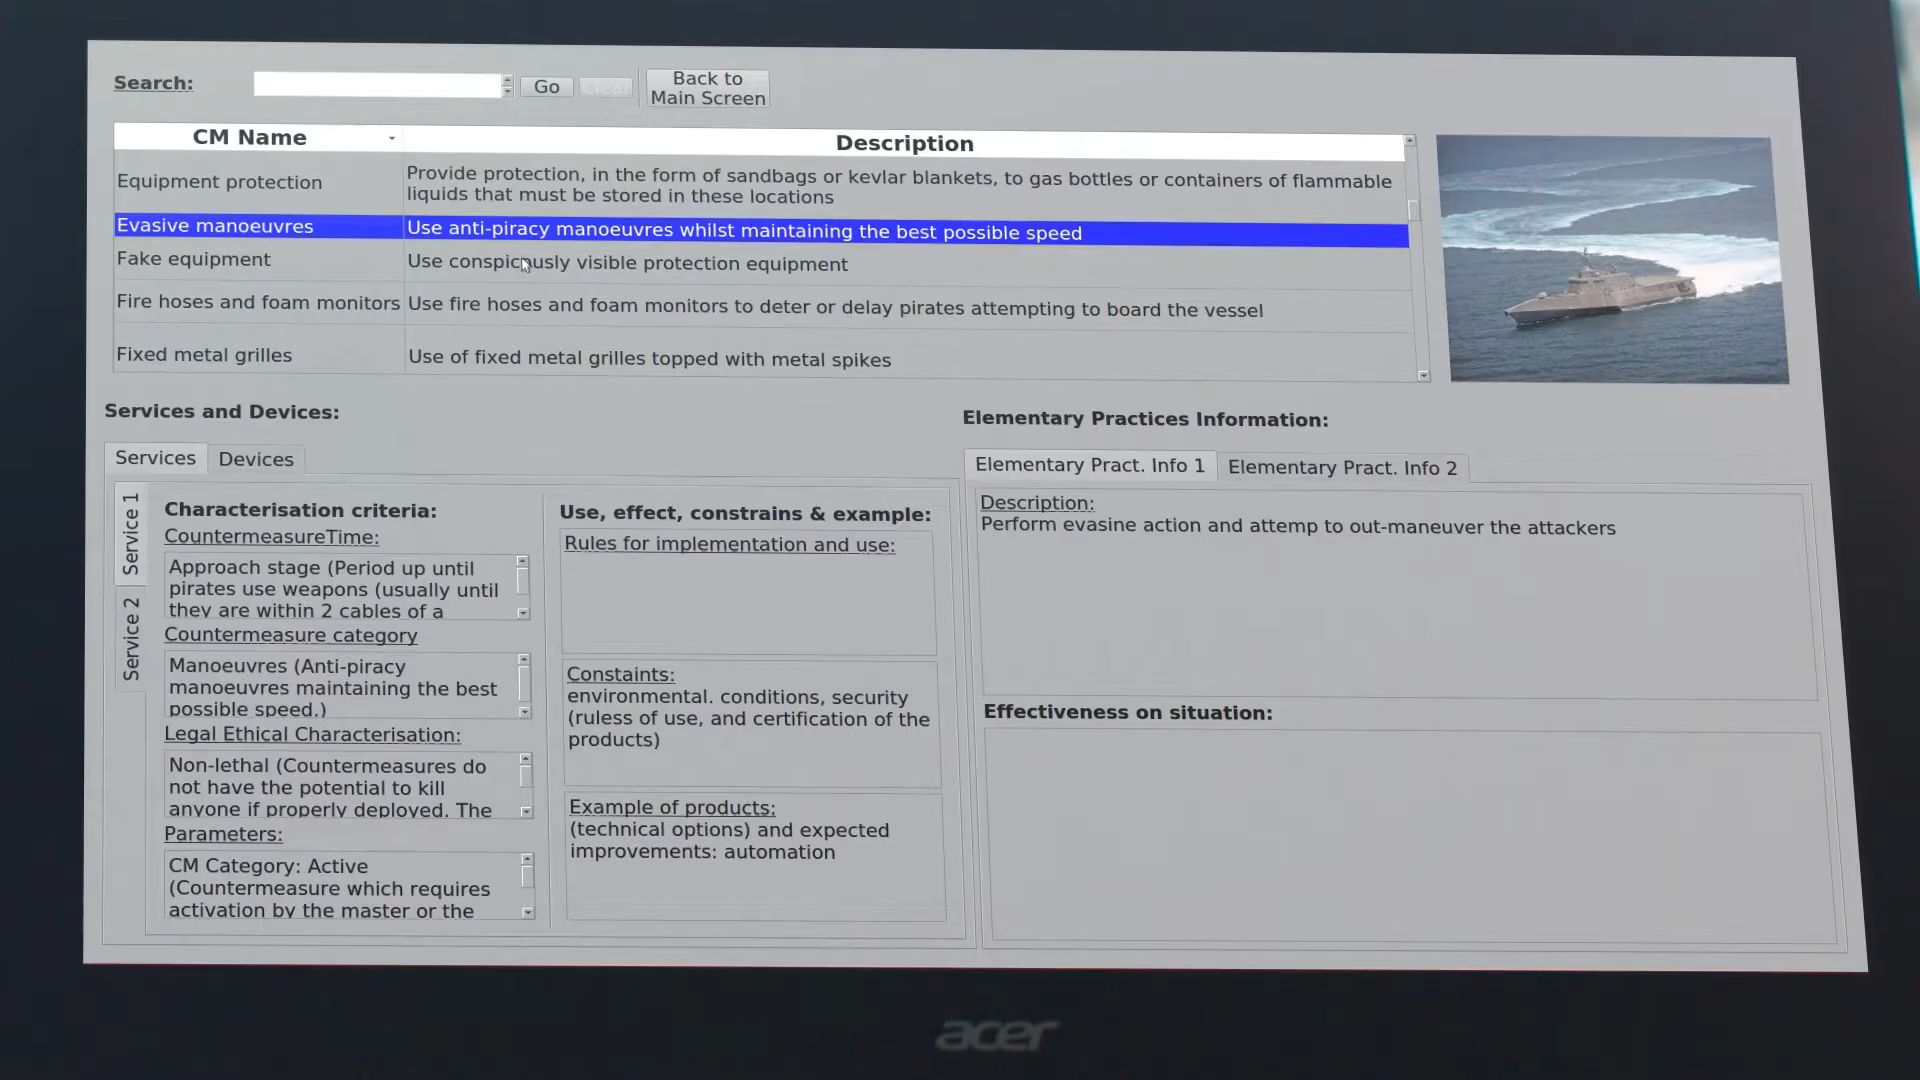 Search:
Go
Clear
Back to
Main Screen
CM Name
Description
Equipment protection
Provide protection, in the form of sandbags or kevlar blankets, to gas bottles or containers of flammable
liquids that must be stored in these locations
Evasive manoeuvres
Use anti-piracy manoeuvres whilst maintaining the best possible speed
Fake equipment
Use conspicuously visible protection equipment
Fire hoses and foam monitors
Use fire hoses and foam monitors to deter or delay pirates attempting to board the vessel
Fixed metal grilles
Use of fixed metal grilles topped with metal spikes
Services and Devices:
Services
Devices
Service 1
Service 2
Characterisation criteria:
CountermeasureTime:
Approach stage (Period up until
pirates use weapons (usually until
they are within 2 cables of a
Countermeasure category
Manoeuvres (Anti-piracy
manoeuvres maintaining the best
possible speed.)
Legal Ethical Characterisation:
Non-lethal (Countermeasures do
not have the potential to kill
anyone if properly deployed. The
Parameters:
CM Category: Active
(Countermeasure which requires
activation by the master or the
Use, effect, constrains & example:
Rules for implementation and use:
Constaints:
environmental. conditions, security
(ruless of use, and certification of the
products)
Example of products:
(technical options) and expected
improvements: automation
Elementary Practices Information:
Elementary Pract. Info 1
Elementary Pract. Info 2
Description:
Perform evasine action and attemp to out-maneuver the attackers
Effectiveness on situation:
acer